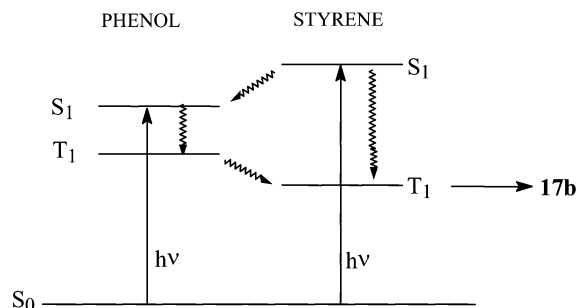 PHENOL STYRENE
S1
S1
T1
T1 17b
hν hν
S0